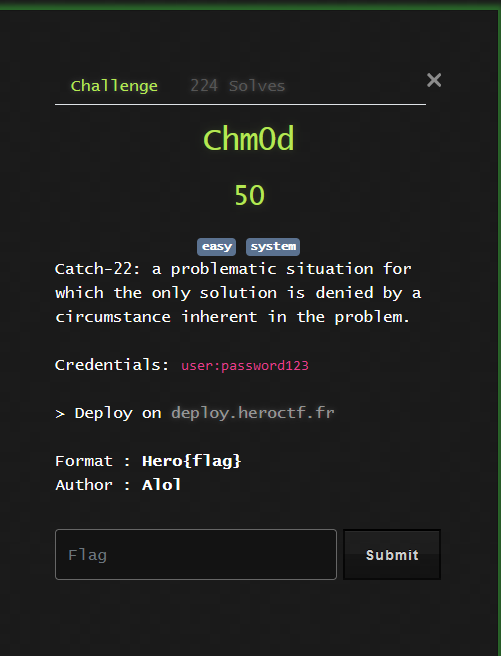 Challenge
224 Solves
×
Chm0d
50
easy system
Catch-22: a problematic situation for
which the only solution is denied by a
circumstance inherent in the problem.
Credentials: user:password123
> Deploy on deploy.heroctf.fr
Format : Hero{flag}
Author : Alol
Flag
Submit